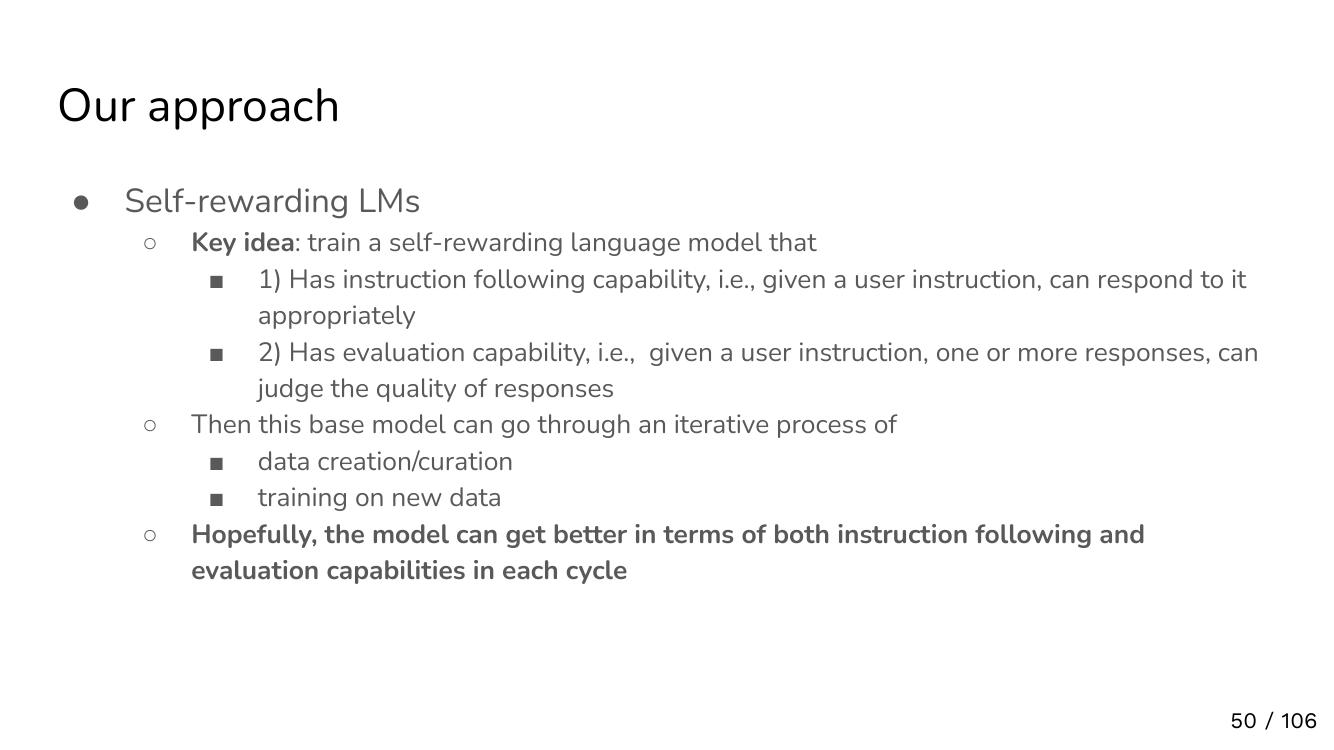 Our approach
● Self-rewarding LMs
○ Key idea: train a self-rewarding language model that
■ 1) Has instruction following capability, i.e., given a user instruction, can respond to it
appropriately
■ 2) Has evaluation capability, i.e.,  given a user instruction, one or more responses, can
judge the quality of responses
○ Then this base model can go through an iterative process of
■ data creation/curation
■ training on new data
○ Hopefully, the model can get better in terms of both instruction following and
evaluation capabilities in each cycle
50 / 106